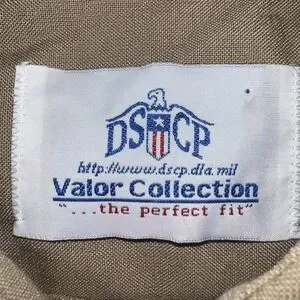 DSCP
http://www.dscp.dla.mil
Valor Collection
"...the perfect fit"